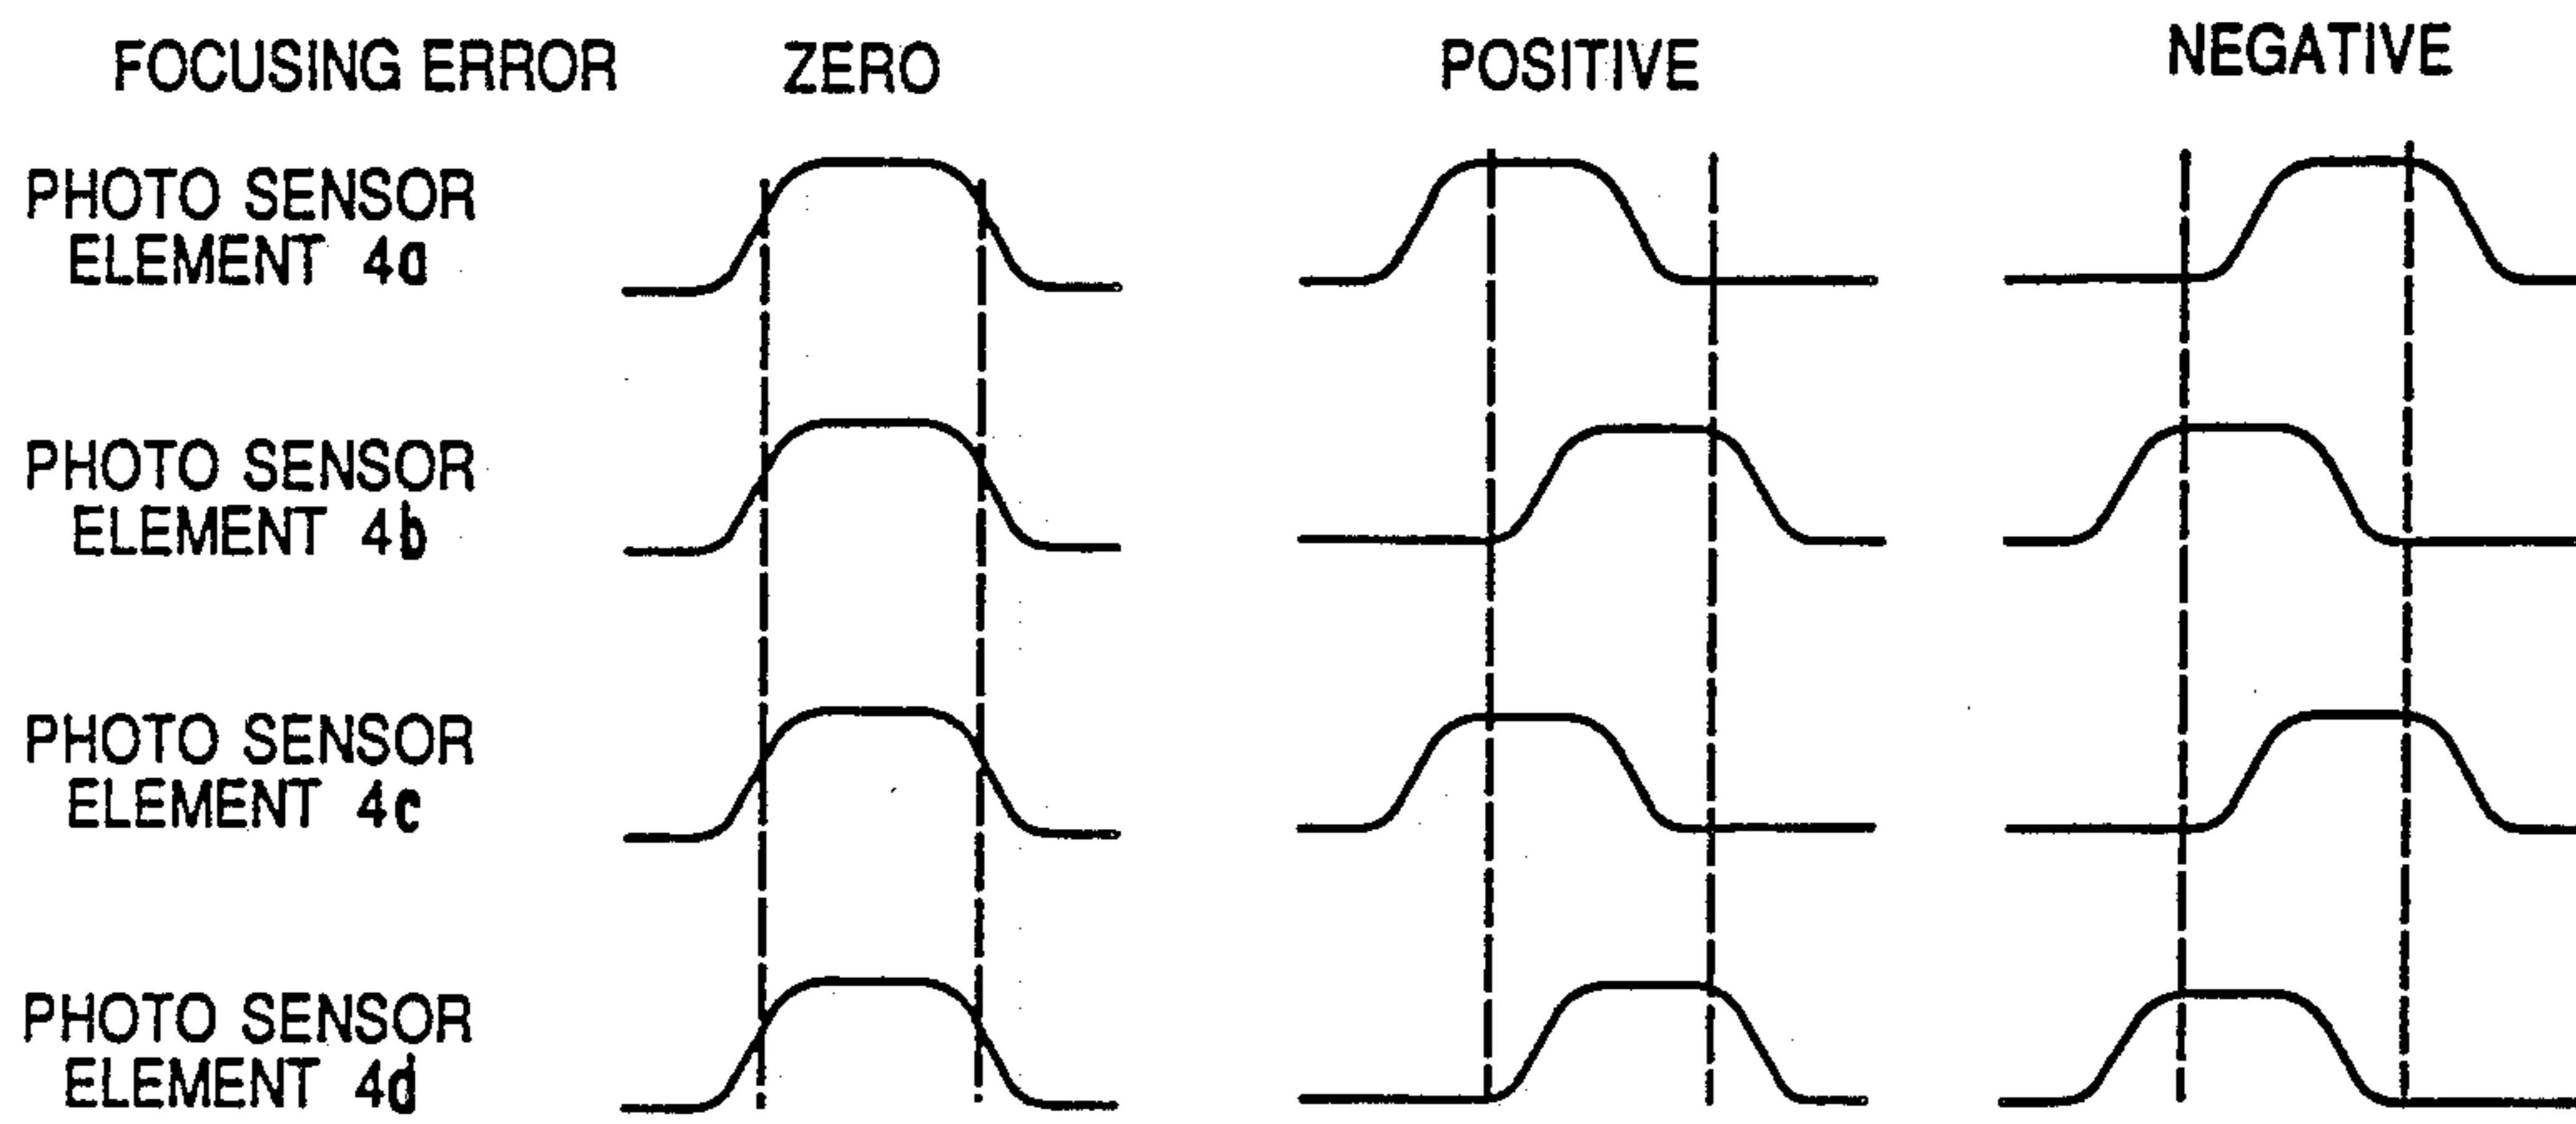 FOCUSING ERROR ZERO POSITIVE NEGATIVE
PHOTO SENSOR
ELEMENT 4a
PHOTO SENSOR
ELEMENT 4b
PHOTO SENSOR
ELEMENT 4c
PHOTO SENSOR
ELEMENT 4d